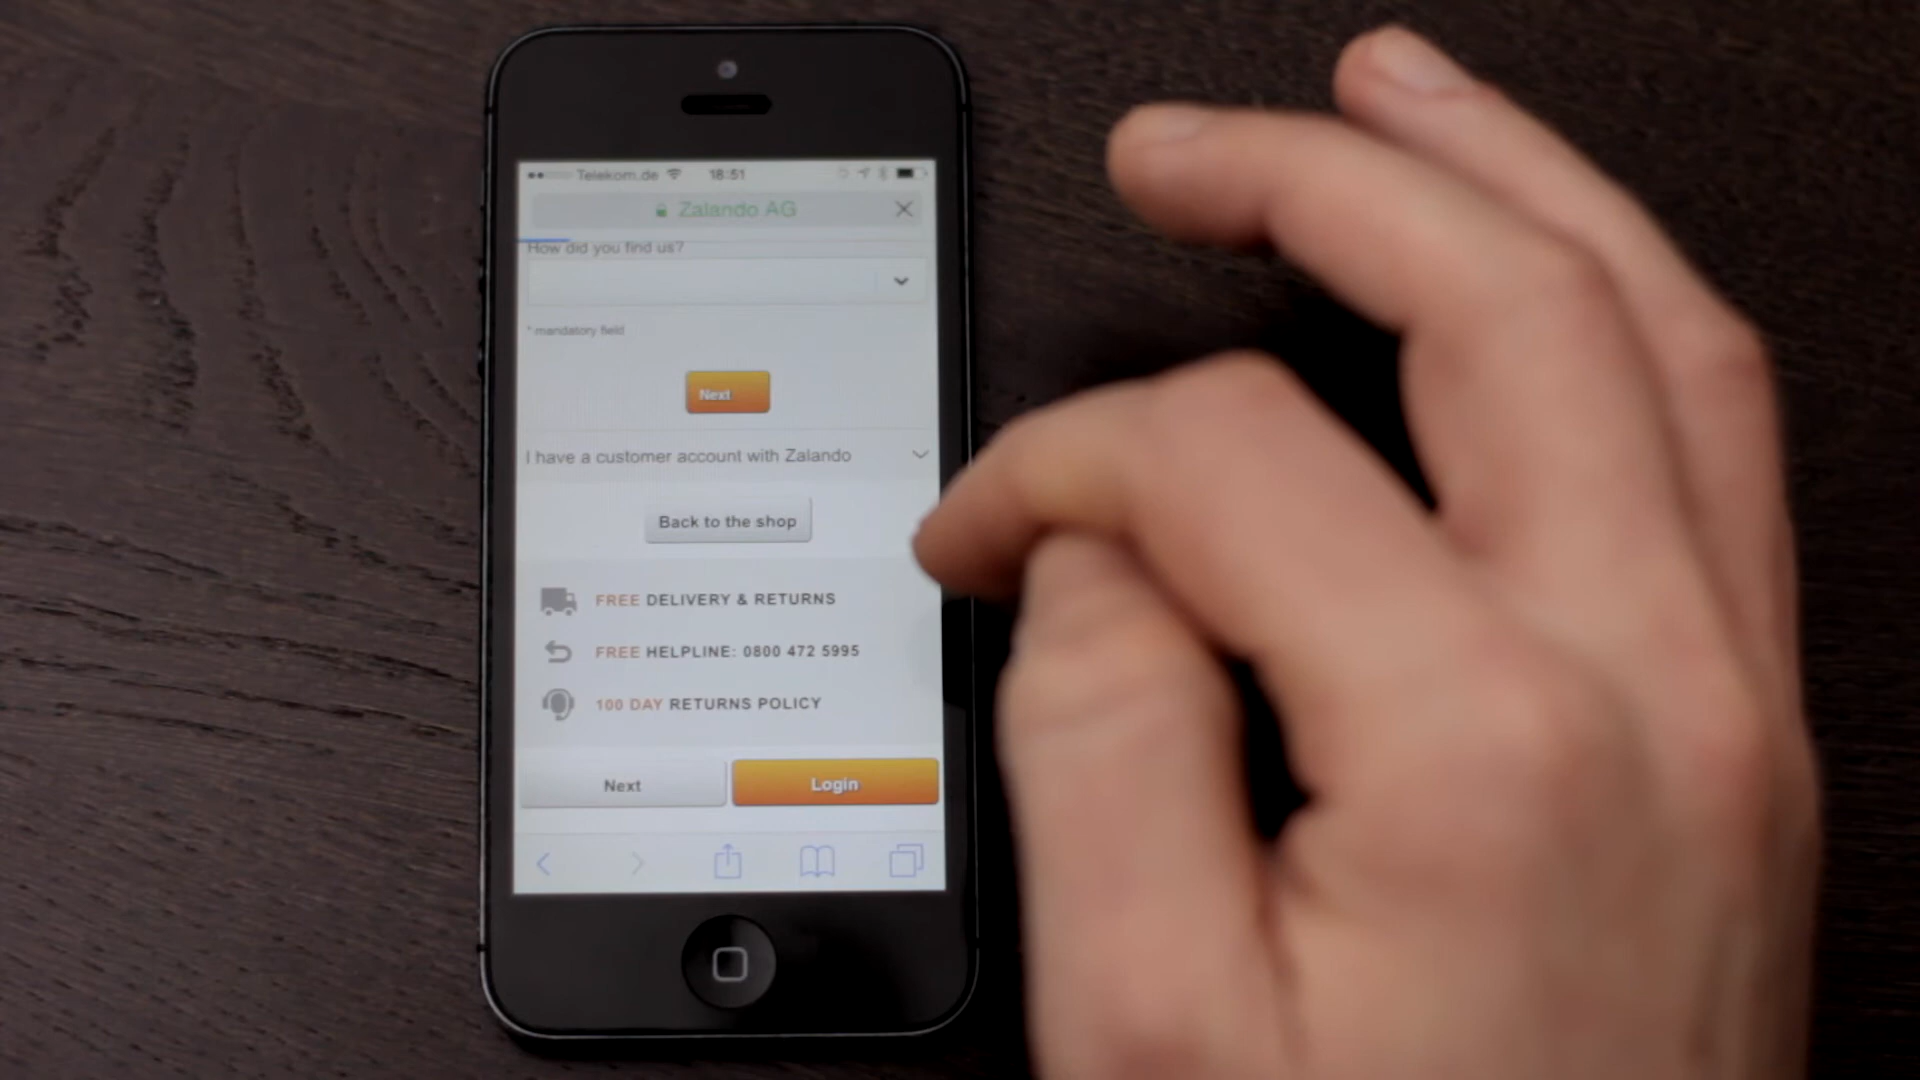 Telekom.de 18:51
Zalando AG
How did you find us?
* mandatory field
Next
I have a customer account with Zalando
Back to the shop
FREE DELIVERY & RETURNS
FREE HELPLINE: 0800 472 5995
100 DAY RETURNS POLICY
Next Login